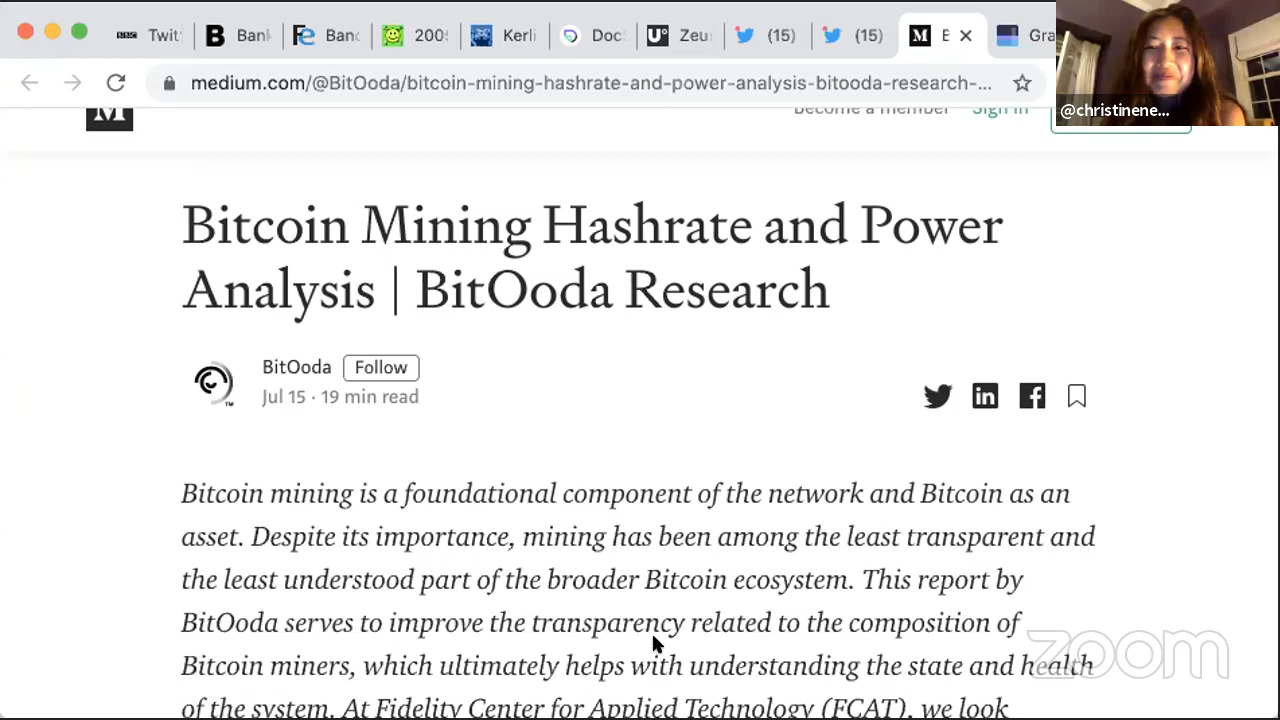 Twit
Bank
Banc
200
Kerli
Doc
Zeu
(15)
(15)
Gra
medium.com/@BitOoda/bitcoin-mining-hashrate-and-power-analysis-bitooda-research-...
@christinene...
M
become a member
Sign in
Bitcoin Mining Hashrate and Power
Analysis | BitOoda Research
BitOoda Follow
Jul 15 · 19 min read
Bitcoin mining is a foundational component of the network and Bitcoin as an
asset. Despite its importance, mining has been among the least transparent and
the least understood part of the broader Bitcoin ecosystem. This report by
BitOoda serves to improve the transparency related to the composition of
Bitcoin miners, which ultimately helps with understanding the state and health
of the system. At Fidelity Center for Applied Technology (FCAT), we look
zoom